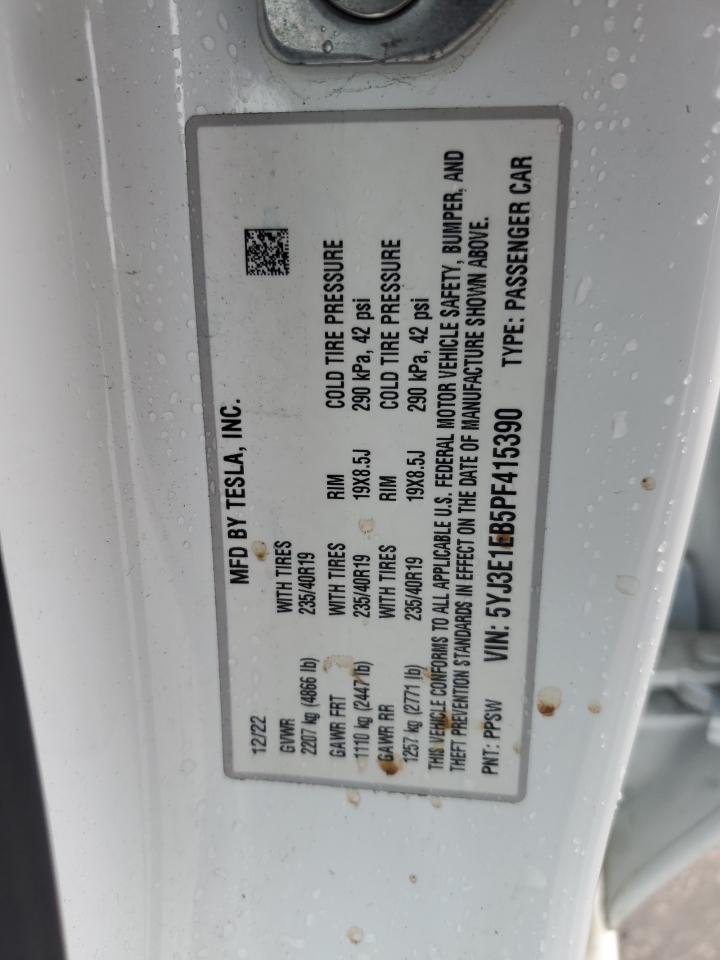 MFD BY TESLA, INC.
12/22
GVWR WITH TIRES
2207 kg (4866 lb) 235/40R19
GAWR FRT WITH TIRES RIM COLD TIRE PRESSURE
1110 kg (2447 lb) 235/40R19 19X8.5J 290 kPa, 42 psi
GAWR RR WITH TIRES RIM COLD TIRE PRESSURE
1257 kg (2771 lb) 235/40R19 19X8.5J 290 kPa, 42 psi
THIS VEHICLE CONFORMS TO ALL APPLICABLE U.S. FEDERAL MOTOR VEHICLE SAFETY, BUMPER, AND
THEFT PREVENTION STANDARDS IN EFFECT ON THE DATE OF MANUFACTURE SHOWN ABOVE.
PNT: PPSW VIN: 5YJ3E1EB5PF415390 TYPE: PASSENGER CAR